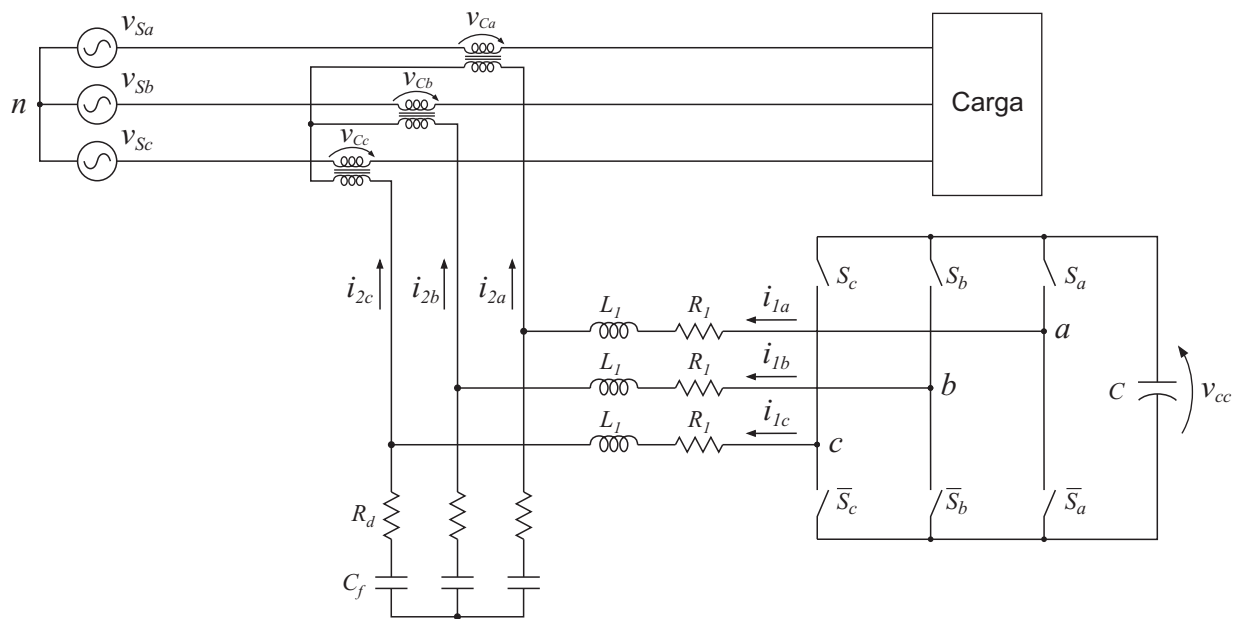 v_Sa
v_Ca
n
v_Sb
v_Cb
Carga
v_Sc
v_Cc
i_2c
i_2b
i_2a
L_1
R_1
i_1a
a
L_1
R_1
i_1b
b
L_1
R_1
i_1c
c
S_c
S_b
S_a
C
v_cc
S̅_c
S̅_b
S̅_a
R_d
C_f